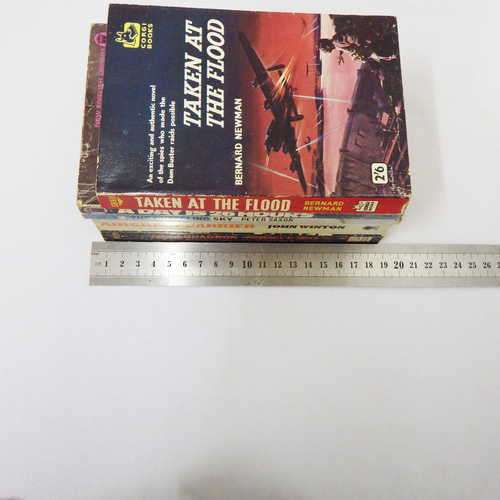 CORGI
BOOKS
TAKEN AT
THE FLOOD
An exciting and authentic novel
of the spies who made the
Dam Buster raids possible
BERNARD NEWMAN
2/6
TAKEN AT THE FLOOD
BERNARD
NEWMAN
SKY PETER SAXON
JOHN WINTON
1 2 3 4 5 6 7 8 9 10 11 12 13 14 15 16 17 18 19 20 21 22 23 24 25 26